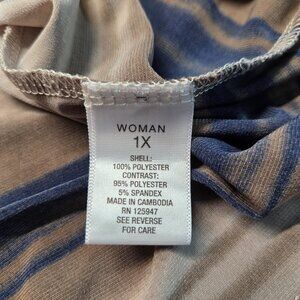 WOMAN
1X
SHELL:
100% POLYESTER
CONTRAST:
95% POLYESTER
5% SPANDEX
MADE IN CAMBODIA
RN 125947
SEE REVERSE
FOR CARE